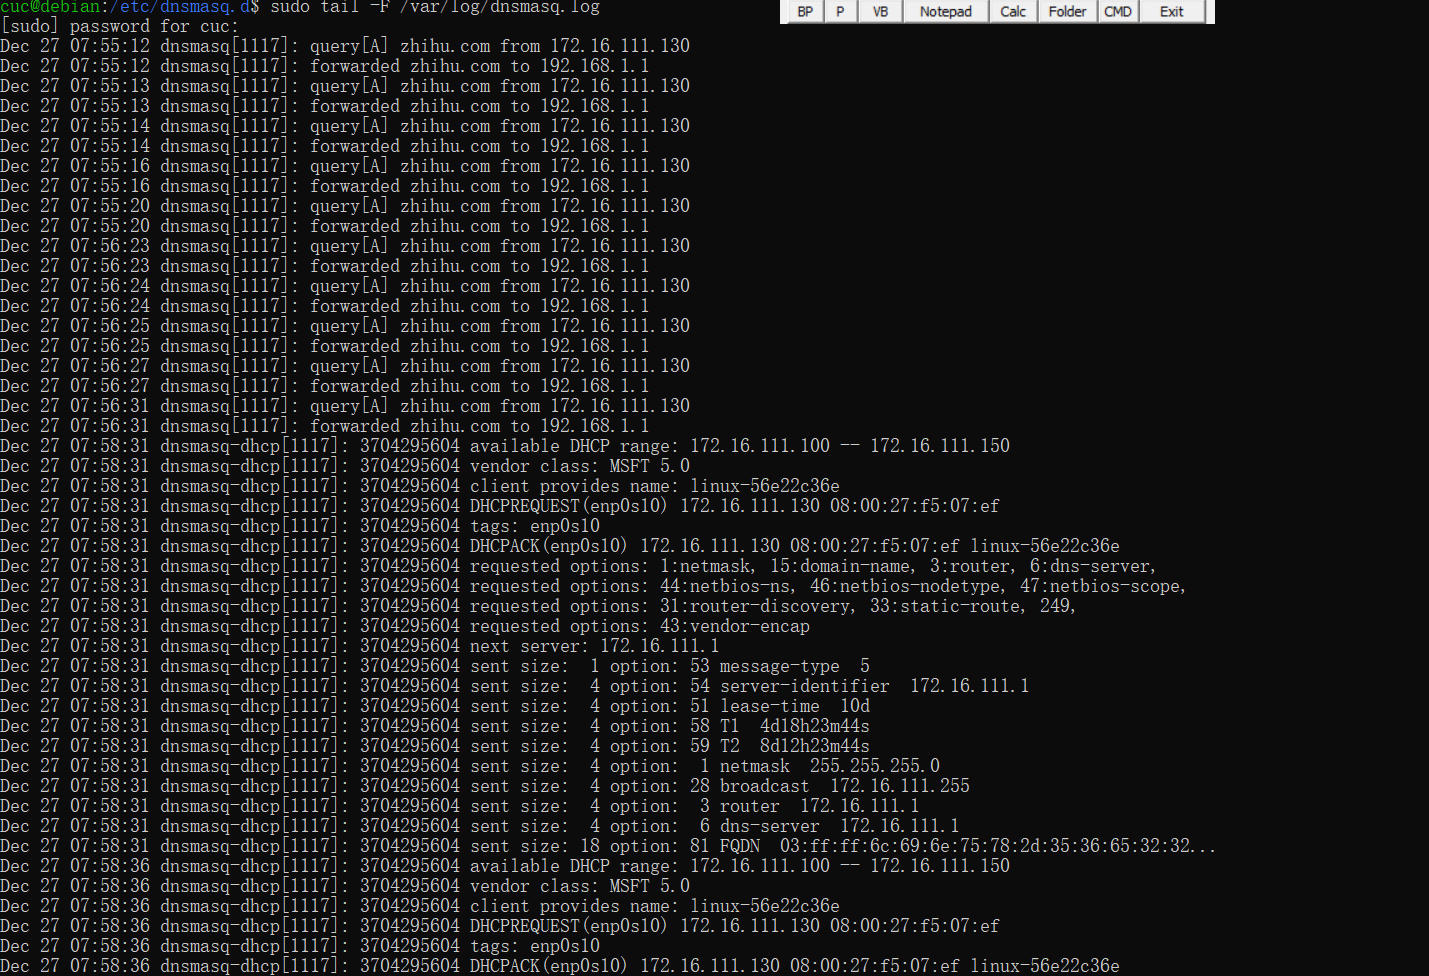 cuc@debian:/etc/dnsmasq.d$ sudo tail -F /var/log/dnsmasq.log
BP P VB Notepad Calc Folder CMD Exit
[sudo] password for cuc:
Dec 27 07:55:12 dnsmasq[1117]: query[A] zhihu.com from 172.16.111.130
Dec 27 07:55:12 dnsmasq[1117]: forwarded zhihu.com to 192.168.1.1
Dec 27 07:55:13 dnsmasq[1117]: query[A] zhihu.com from 172.16.111.130
Dec 27 07:55:13 dnsmasq[1117]: forwarded zhihu.com to 192.168.1.1
Dec 27 07:55:14 dnsmasq[1117]: query[A] zhihu.com from 172.16.111.130
Dec 27 07:55:14 dnsmasq[1117]: forwarded zhihu.com to 192.168.1.1
Dec 27 07:55:16 dnsmasq[1117]: query[A] zhihu.com from 172.16.111.130
Dec 27 07:55:16 dnsmasq[1117]: forwarded zhihu.com to 192.168.1.1
Dec 27 07:55:20 dnsmasq[1117]: query[A] zhihu.com from 172.16.111.130
Dec 27 07:55:20 dnsmasq[1117]: forwarded zhihu.com to 192.168.1.1
Dec 27 07:56:23 dnsmasq[1117]: query[A] zhihu.com from 172.16.111.130
Dec 27 07:56:23 dnsmasq[1117]: forwarded zhihu.com to 192.168.1.1
Dec 27 07:56:24 dnsmasq[1117]: query[A] zhihu.com from 172.16.111.130
Dec 27 07:56:24 dnsmasq[1117]: forwarded zhihu.com to 192.168.1.1
Dec 27 07:56:25 dnsmasq[1117]: query[A] zhihu.com from 172.16.111.130
Dec 27 07:56:25 dnsmasq[1117]: forwarded zhihu.com to 192.168.1.1
Dec 27 07:56:27 dnsmasq[1117]: query[A] zhihu.com from 172.16.111.130
Dec 27 07:56:27 dnsmasq[1117]: forwarded zhihu.com to 192.168.1.1
Dec 27 07:56:31 dnsmasq[1117]: query[A] zhihu.com from 172.16.111.130
Dec 27 07:56:31 dnsmasq[1117]: forwarded zhihu.com to 192.168.1.1
Dec 27 07:58:31 dnsmasq-dhcp[1117]: 3704295604 available DHCP range: 172.16.111.100 -- 172.16.111.150
Dec 27 07:58:31 dnsmasq-dhcp[1117]: 3704295604 vendor class: MSFT 5.0
Dec 27 07:58:31 dnsmasq-dhcp[1117]: 3704295604 client provides name: linux-56e22c36e
Dec 27 07:58:31 dnsmasq-dhcp[1117]: 3704295604 DHCPREQUEST(enp0s10) 172.16.111.130 08:00:27:f5:07:ef
Dec 27 07:58:31 dnsmasq-dhcp[1117]: 3704295604 tags: enp0s10
Dec 27 07:58:31 dnsmasq-dhcp[1117]: 3704295604 DHCPACK(enp0s10) 172.16.111.130 08:00:27:f5:07:ef linux-56e22c36e
Dec 27 07:58:31 dnsmasq-dhcp[1117]: 3704295604 requested options: 1:netmask, 15:domain-name, 3:router, 6:dns-server,
Dec 27 07:58:31 dnsmasq-dhcp[1117]: 3704295604 requested options: 44:netbios-ns, 46:netbios-nodetype, 47:netbios-scope,
Dec 27 07:58:31 dnsmasq-dhcp[1117]: 3704295604 requested options: 31:router-discovery, 33:static-route, 249,
Dec 27 07:58:31 dnsmasq-dhcp[1117]: 3704295604 requested options: 43:vendor-encap
Dec 27 07:58:31 dnsmasq-dhcp[1117]: 3704295604 next server: 172.16.111.1
Dec 27 07:58:31 dnsmasq-dhcp[1117]: 3704295604 sent size:  1 option: 53 message-type  5
Dec 27 07:58:31 dnsmasq-dhcp[1117]: 3704295604 sent size:  4 option: 54 server-identifier  172.16.111.1
Dec 27 07:58:31 dnsmasq-dhcp[1117]: 3704295604 sent size:  4 option: 51 lease-time  10d
Dec 27 07:58:31 dnsmasq-dhcp[1117]: 3704295604 sent size:  4 option: 58 T1  4d18h23m44s
Dec 27 07:58:31 dnsmasq-dhcp[1117]: 3704295604 sent size:  4 option: 59 T2  8d12h23m44s
Dec 27 07:58:31 dnsmasq-dhcp[1117]: 3704295604 sent size:  4 option:  1 netmask  255.255.255.0
Dec 27 07:58:31 dnsmasq-dhcp[1117]: 3704295604 sent size:  4 option: 28 broadcast  172.16.111.255
Dec 27 07:58:31 dnsmasq-dhcp[1117]: 3704295604 sent size:  4 option:  3 router  172.16.111.1
Dec 27 07:58:31 dnsmasq-dhcp[1117]: 3704295604 sent size:  4 option:  6 dns-server  172.16.111.1
Dec 27 07:58:31 dnsmasq-dhcp[1117]: 3704295604 sent size: 18 option: 81 FQDN  03:ff:ff:6c:69:6e:75:78:2d:35:36:65:32:32...
Dec 27 07:58:36 dnsmasq-dhcp[1117]: 3704295604 available DHCP range: 172.16.111.100 -- 172.16.111.150
Dec 27 07:58:36 dnsmasq-dhcp[1117]: 3704295604 vendor class: MSFT 5.0
Dec 27 07:58:36 dnsmasq-dhcp[1117]: 3704295604 client provides name: linux-56e22c36e
Dec 27 07:58:36 dnsmasq-dhcp[1117]: 3704295604 DHCPREQUEST(enp0s10) 172.16.111.130 08:00:27:f5:07:ef
Dec 27 07:58:36 dnsmasq-dhcp[1117]: 3704295604 tags: enp0s10
Dec 27 07:58:36 dnsmasq-dhcp[1117]: 3704295604 DHCPACK(enp0s10) 172.16.111.130 08:00:27:f5:07:ef linux-56e22c36e